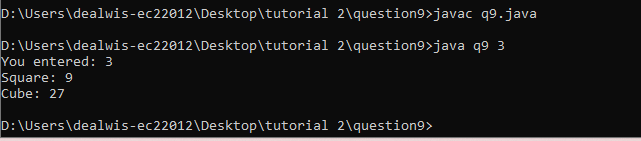 D:\Users\dealwis-ec22012\Desktop\tutorial 2\question9>javac q9.java
D:\Users\dealwis-ec22012\Desktop\tutorial 2\question9>java q9 3
You entered: 3
Square: 9
Cube: 27
D:\Users\dealwis-ec22012\Desktop\tutorial 2\question9>